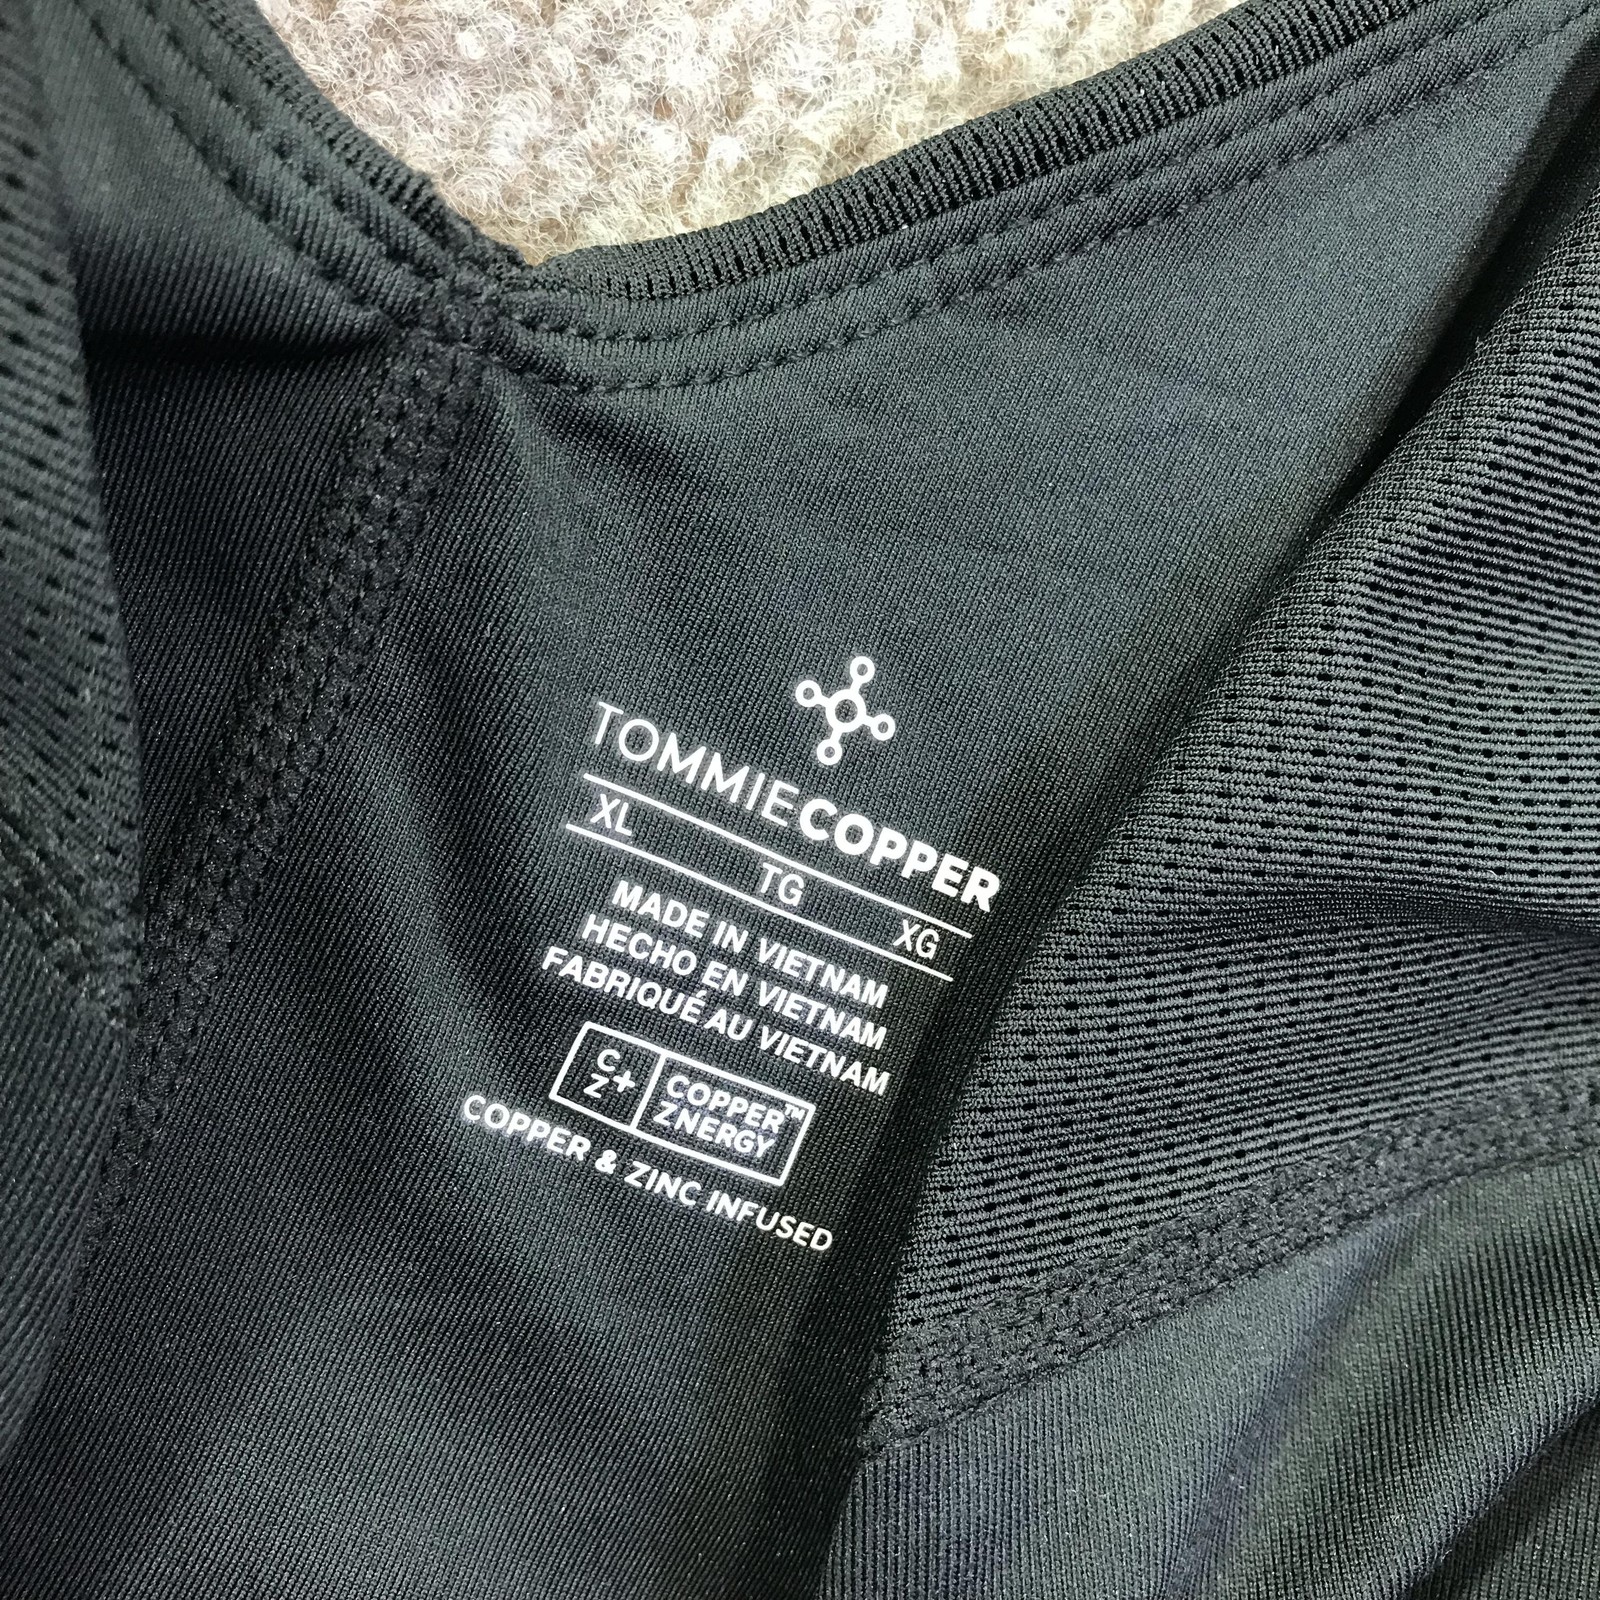 TOMMIECOPPER
XL TG XG
MADE IN VIETNAM
HECHO EN VIETNAM
FABRIQUÉ AU VIETNAM
C+Z COPPER™
ZNERGY
COPPER & ZINC INFUSED